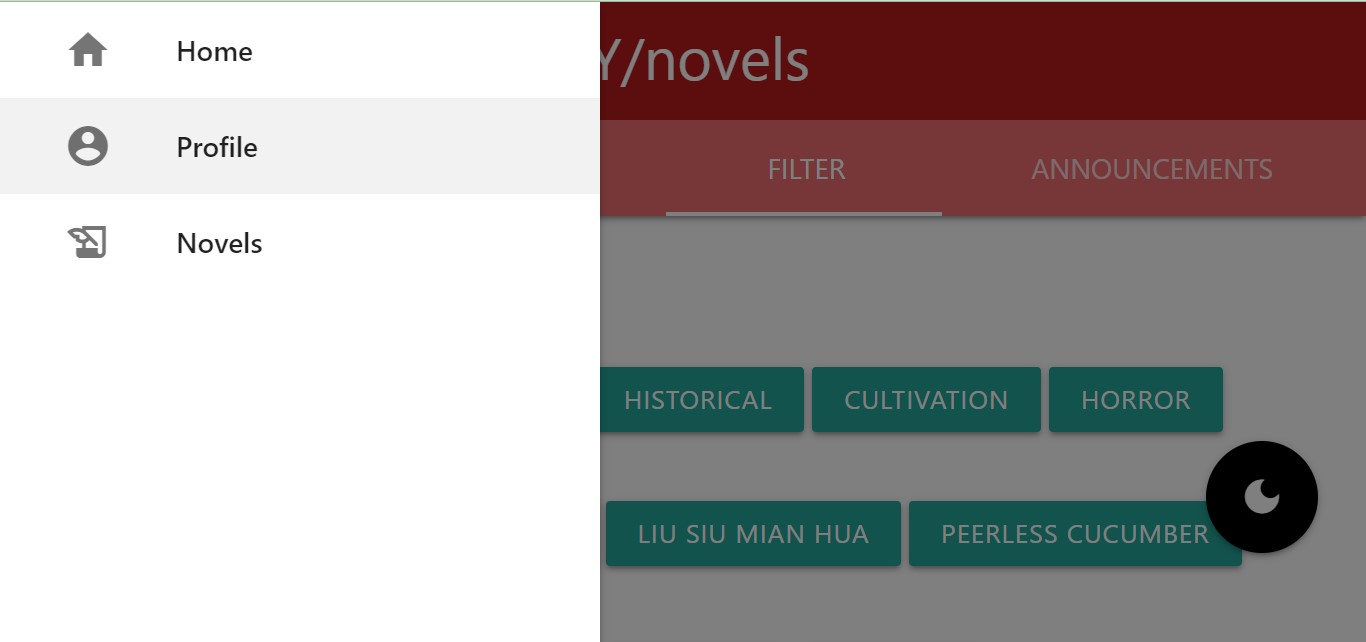 Home
Profile
Novels
Y/novels
FILTER
ANNOUNCEMENTS
HISTORICAL
CULTIVATION
HORROR
LIU SIU MIAN HUA
PEERLESS CUCUMBER